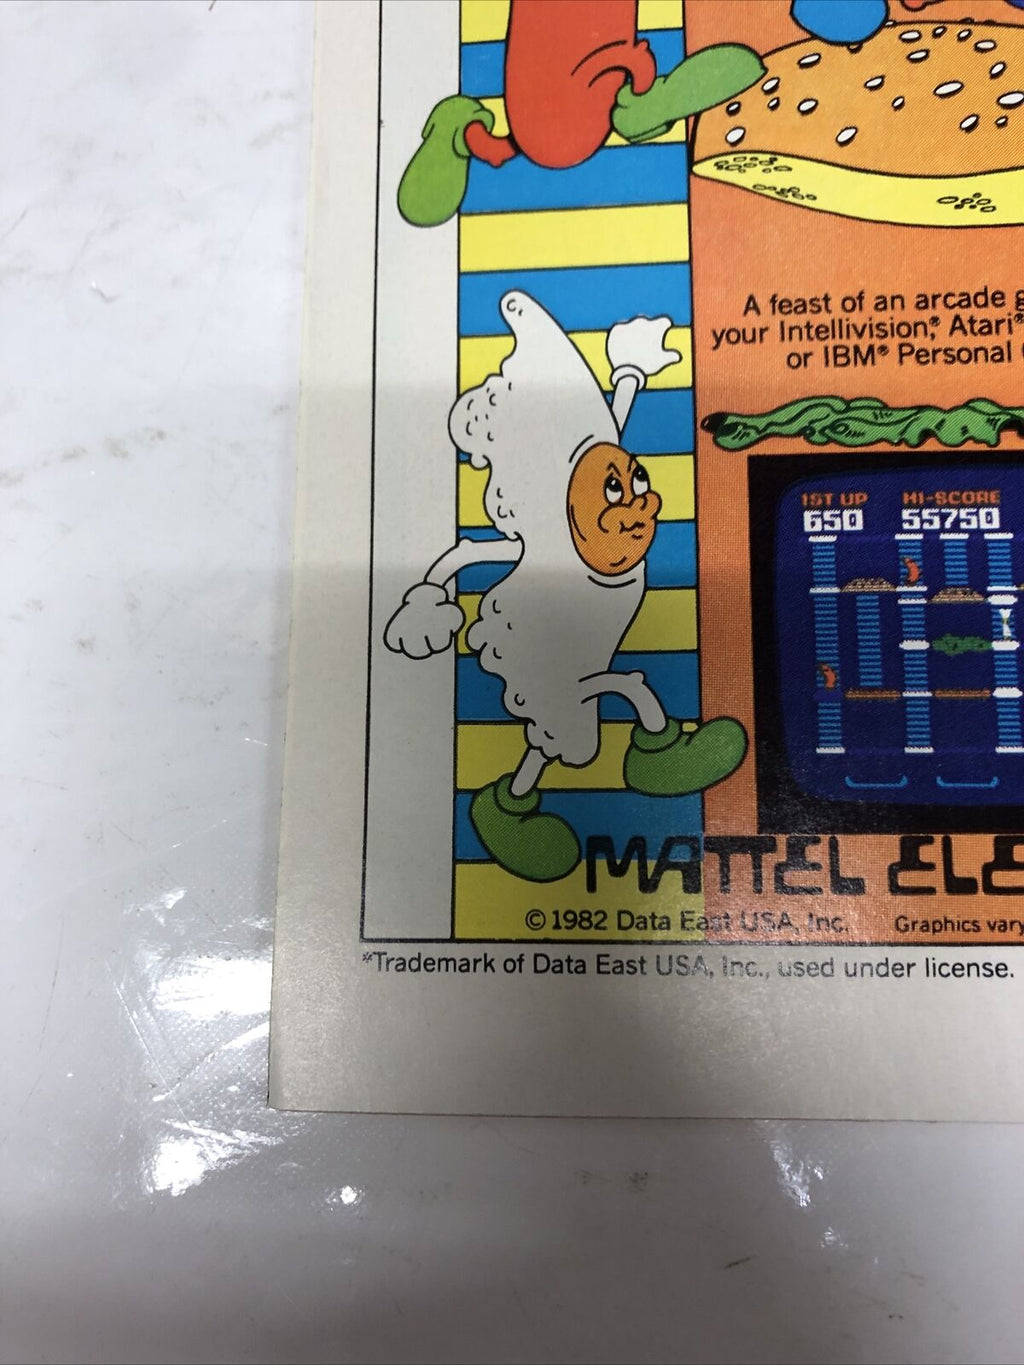 A feast of an arcade
your Intellivision,® Atari®
or IBM® Personal
1ST UP HI-SCORE
650 55750
MATTEL ELE
© 1982 Data East USA, Inc. Graphics vary
*Trademark of Data East USA, Inc., used under license.